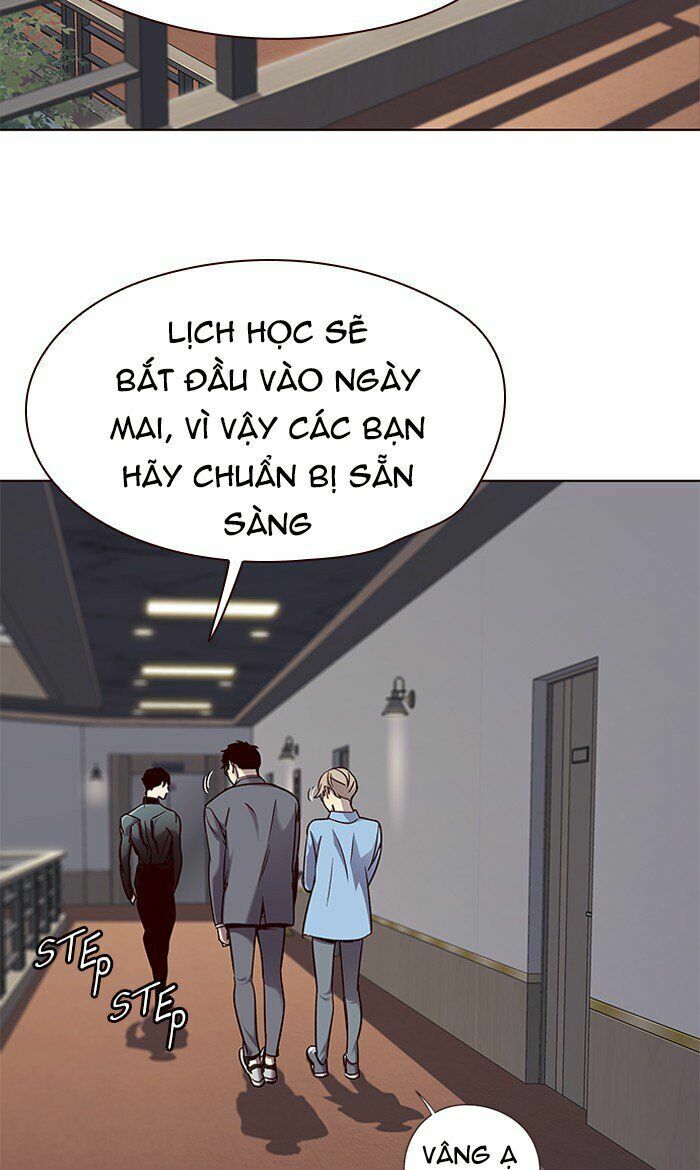 LỊCH HỌC SẼ
BẮT ĐẦU VÀO NGÀY
MAI, VÌ VẬY CÁC BẠN
HÃY CHUẨN BỊ SẴN
SÀNG
STEP
STEP
VÂNG Ạ